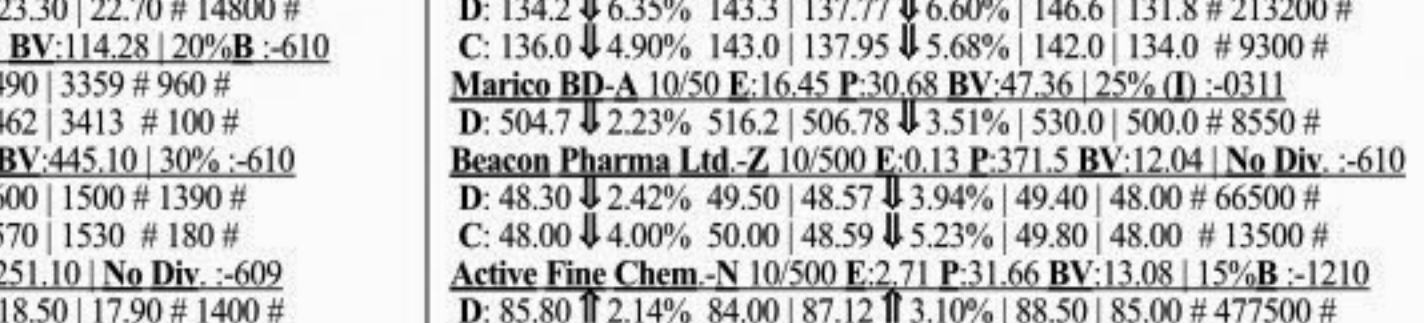 23.30 | 22.70 # 14800 #
BV:114.28 | 20%B :-610
490 | 3359 # 960 #
462 | 3413 # 100 #
BV:445.10 | 30% :-610
500 | 1500 # 1390 #
570 | 1530 # 180 #
251.10 | No Div. :-609
18.50 | 17.90 # 1400 #
D: 134.2 ⇓ 6.35% 143.3 | 137.77 ⇓ 6.60% | 146.6 | 131.8 # 213200 #
C: 136.0 ⇓ 4.90% 143.0 | 137.95 ⇓ 5.68% | 142.0 | 134.0 # 9300 #
Marico BD-A 10/50 E:16.45 P:30.68 BV:47.36 | 25% (I) :-0311
D: 504.7 ⇓ 2.23% 516.2 | 506.78 ⇓ 3.51% | 530.0 | 500.0 # 8550 #
Beacon Pharma Ltd.-Z 10/500 E:0.13 P:371.5 BV:12.04 | No Div. :-610
D: 48.30 ⇓ 2.42% 49.50 | 48.57 ⇓ 3.94% | 49.40 | 48.00 # 66500 #
C: 48.00 ⇓ 4.00% 50.00 | 48.59 ⇓ 5.23% | 49.80 | 48.00 # 13500 #
Active Fine Chem.-N 10/500 E:2.71 P:31.66 BV:13.08 | 15%B :-1210
D: 85.80 ⇑ 2.14% 84.00 | 87.12 ⇑ 3.10% | 88.50 | 85.00 # 477500 #